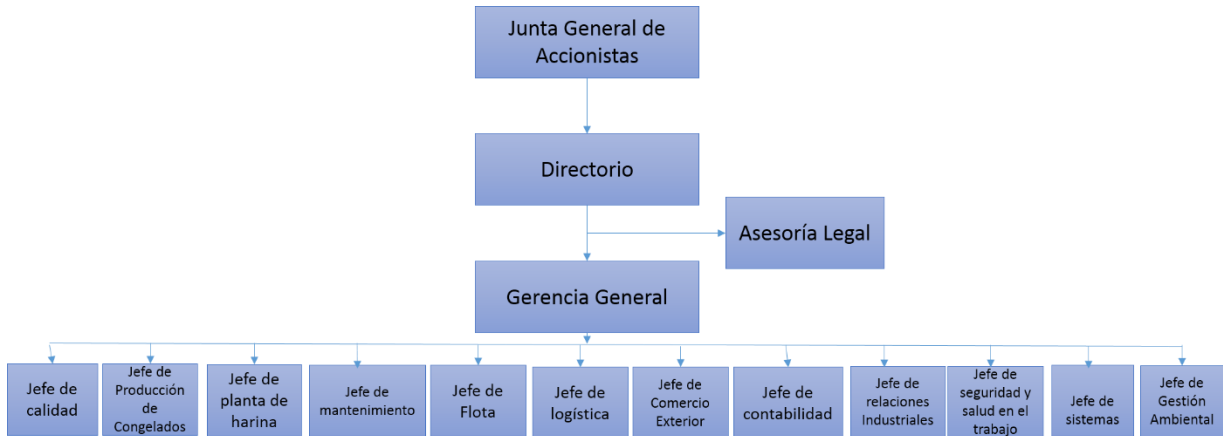 Junta General de
Accionistas
Directorio
Asesoría Legal
Gerencia General
Jefe de
calidad
Jefe de
Producción
de
Congelados
Jefe de
planta de
harina
Jefe de
mantenimiento
Jefe de
Flota
Jefe de
logística
Jefe de
Comercio
Exterior
Jefe de
contabilidad
Jefe de
relaciones
Industriales
Jefe de
seguridad y
salud en el
trabajo
Jefe de
sistemas
Jefe de
Gestión
Ambiental